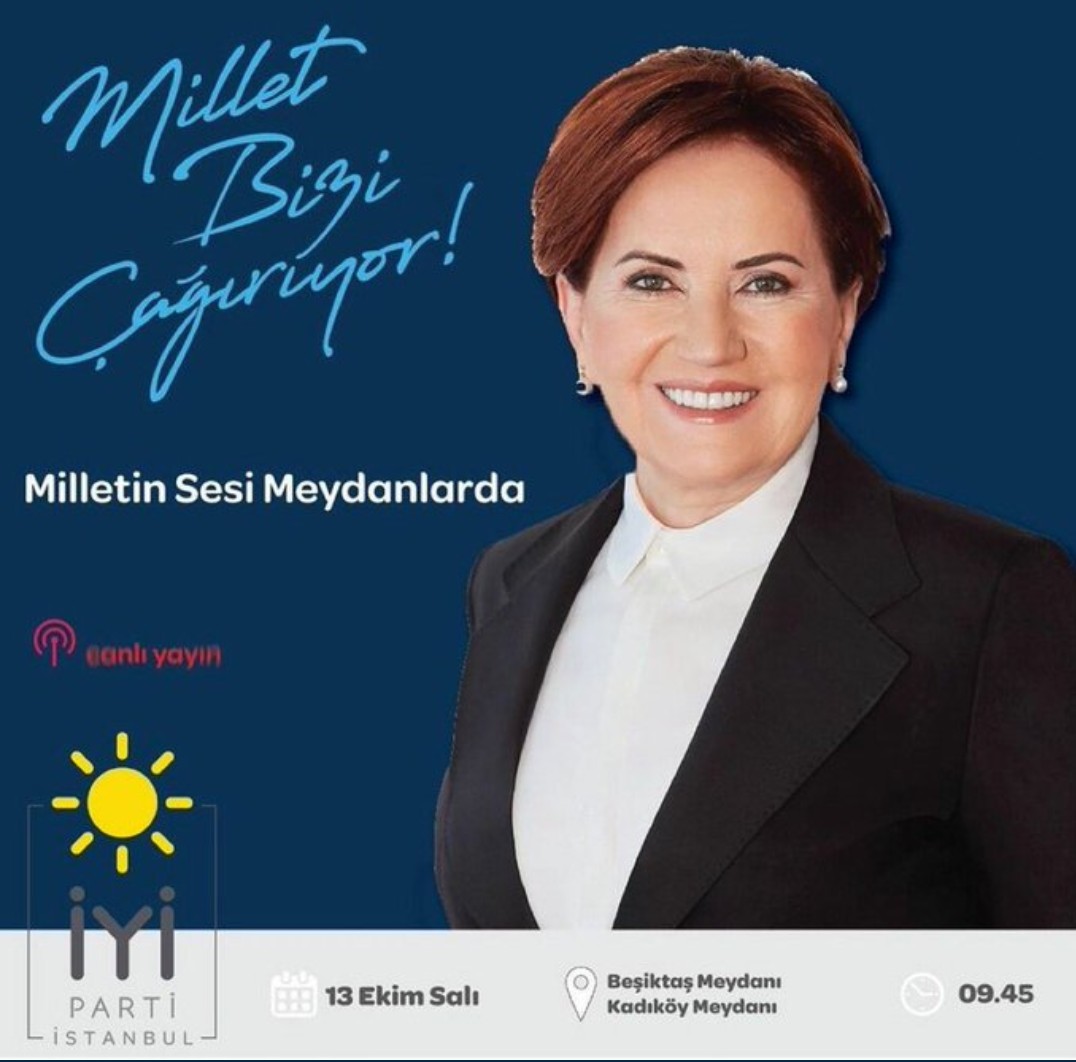 Millet
Bizi
Çağırıyor!
Milletin Sesi Meydanlarda
canlı yayın
İYİ
PARTİ
İSTANBUL
13 Ekim Salı
Beşiktaş Meydanı
Kadıköy Meydanı
09.45